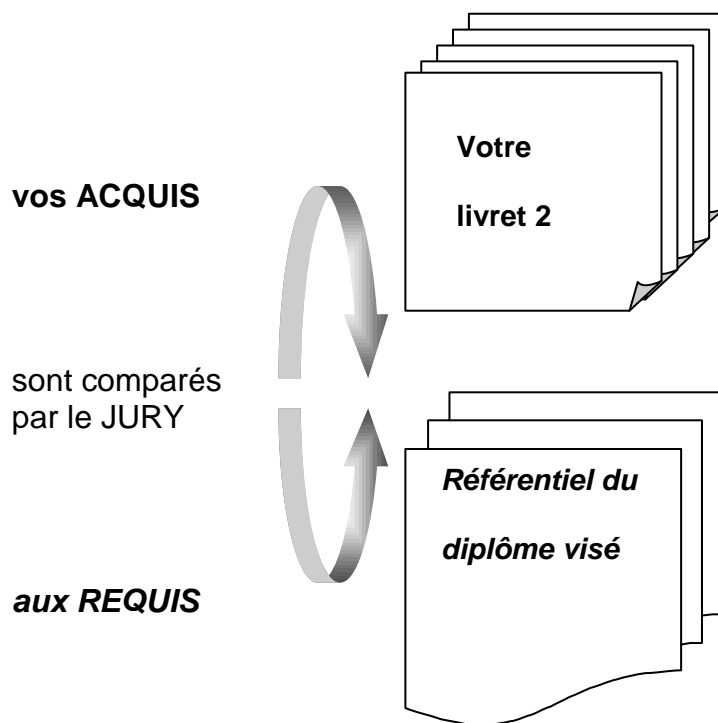 Votre
livret 2
vos ACQUIS
sont comparés
par le JURY
Référentiel du
diplôme visé
aux REQUIS